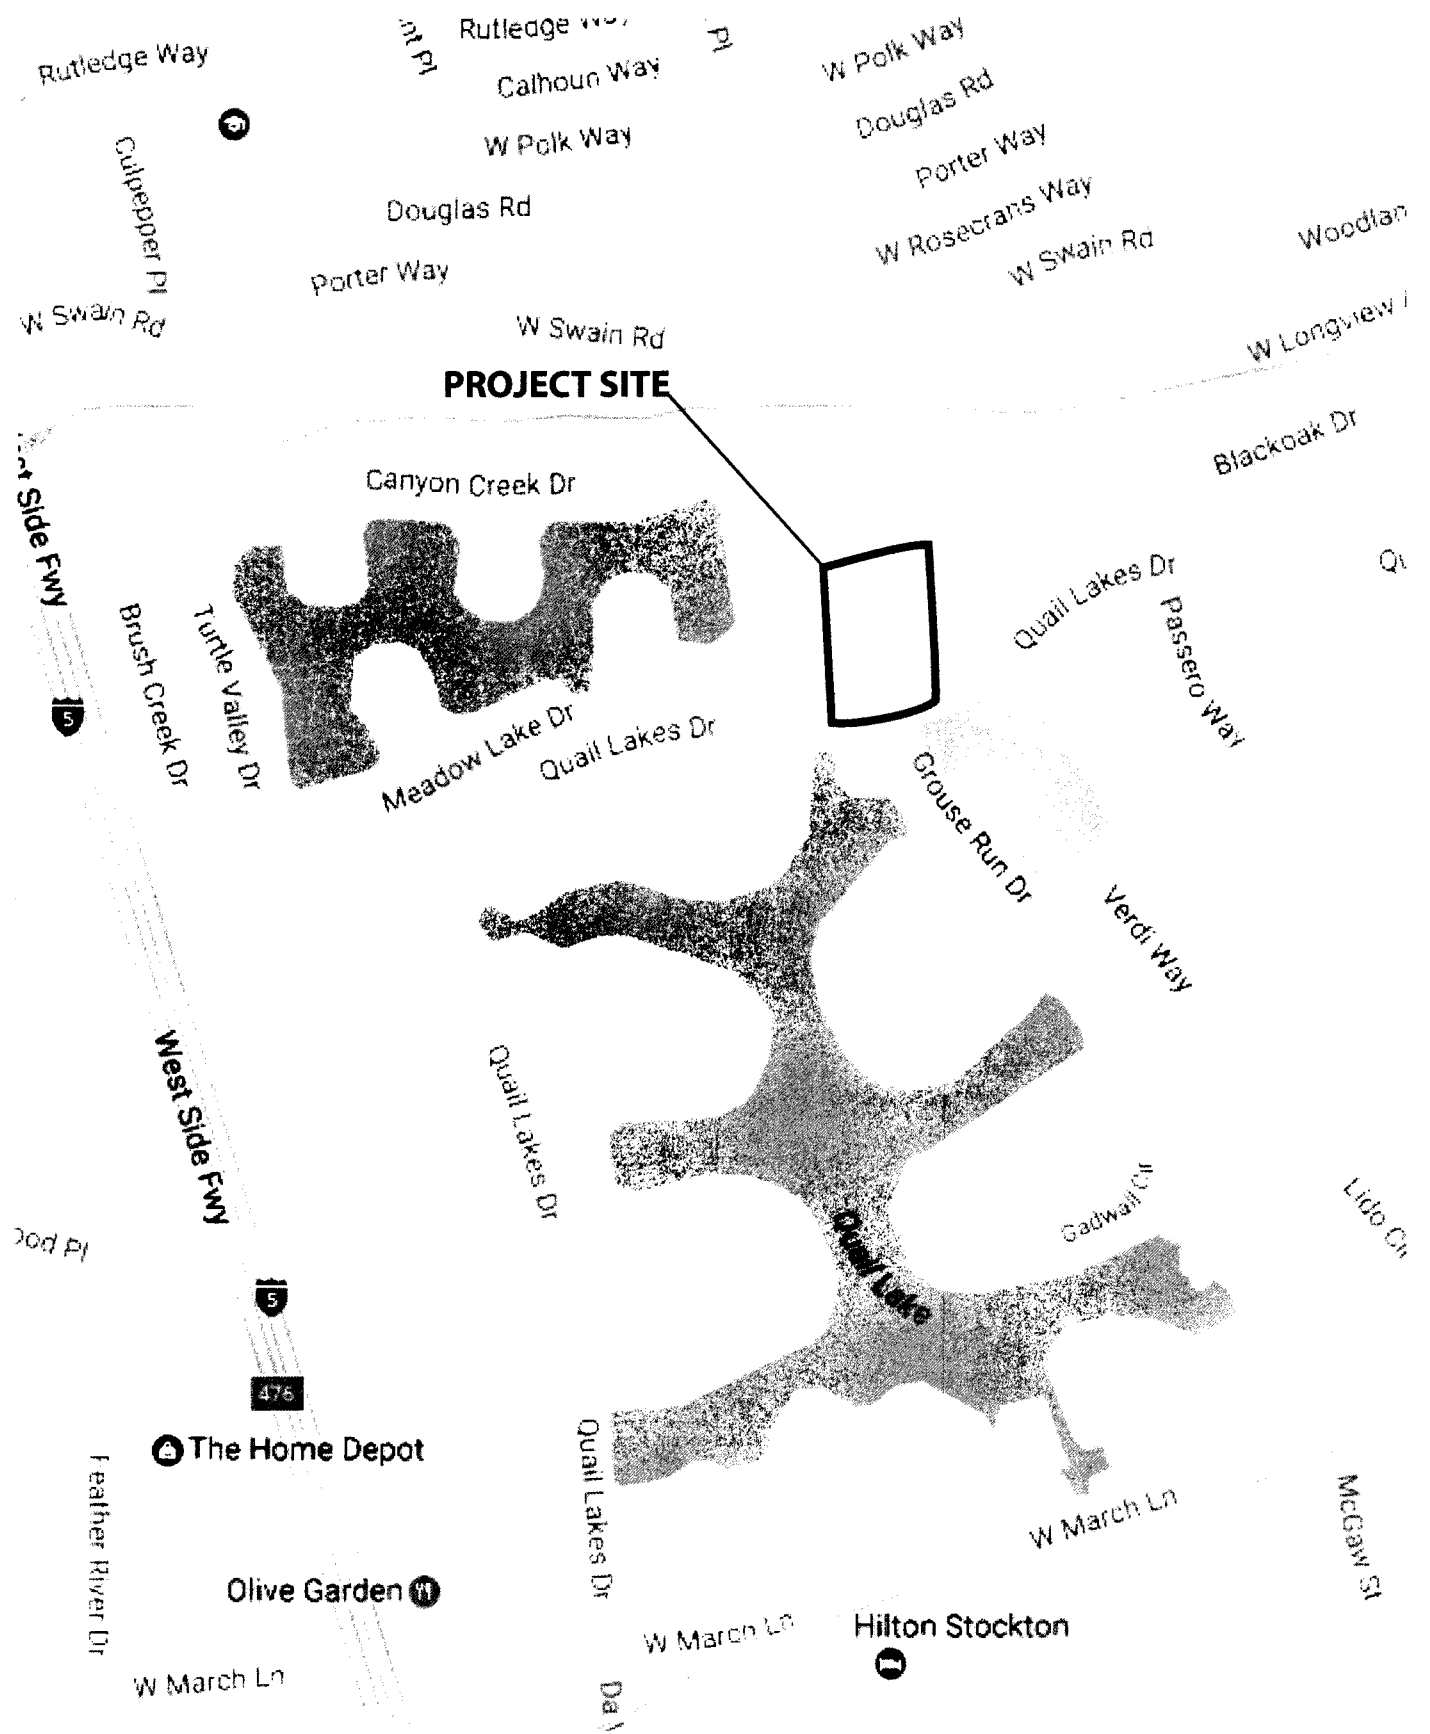 Rutledge Way
Rutledge Way
Pl
W Polk Way
Rutledge Way
Calhoun Way
Douglas Rd
W Polk Way
Porter Way
Culpepper Pl
Douglas Rd
W Rosecrans Way
W Swain Rd
Woodlan
Porter Way
W Swain Rd
W Swain Rd
W Longview
PROJECT SITE
Blackoak Dr
Canyon Creek Dr
Side Fwy
Quail Lakes Dr
Brush Creek Dr
Turtle Valley Dr
Passero Way
5
Meadow Lake Dr
Quail Lakes Dr
Grouse Run Dr
Verdi Way
West Side Fwy
Quail Lakes Dr
Gadwall Cir
Lido
Quail Lake
Pl
5
476
The Home Depot
Quail Lakes Dr
Feather River Dr
W March Ln
McGaw St
Olive Garden
W March Ln
Hilton Stockton
W March Ln